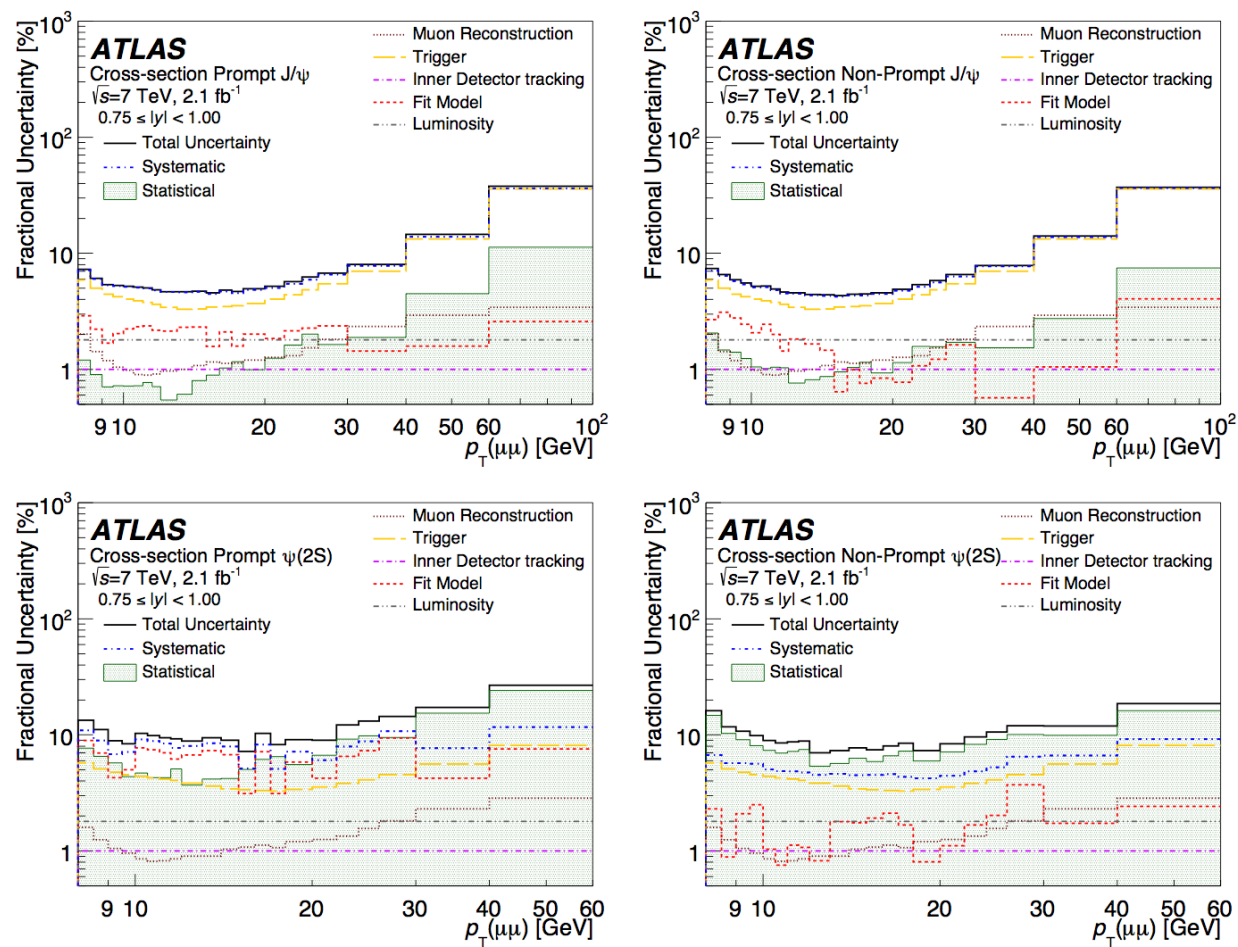 Fractional Uncertainty [%]
10³
10²
10
1
ATLAS
Cross-section Prompt J/ψ
√s=7 TeV, 2.1 fb⁻¹
0.75 ≤ |y| < 1.00
Total Uncertainty
Systematic
Statistical
Muon Reconstruction
Trigger
Inner Detector tracking
Fit Model
Luminosity
9 10 20 30 40 50 60 10²
p_T(μμ) [GeV]
Fractional Uncertainty [%]
10³
10²
10
1
ATLAS
Cross-section Non-Prompt J/ψ
√s=7 TeV, 2.1 fb⁻¹
0.75 ≤ |y| < 1.00
Total Uncertainty
Systematic
Statistical
Muon Reconstruction
Trigger
Inner Detector tracking
Fit Model
Luminosity
9 10 20 30 40 50 60 10²
p_T(μμ) [GeV]
Fractional Uncertainty [%]
10³
10²
10
1
ATLAS
Cross-section Prompt ψ(2S)
√s=7 TeV, 2.1 fb⁻¹
0.75 ≤ |y| < 1.00
Total Uncertainty
Systematic
Statistical
Muon Reconstruction
Trigger
Inner Detector tracking
Fit Model
Luminosity
9 10 20 30 40 50 60
p_T(μμ) [GeV]
Fractional Uncertainty [%]
10³
10²
10
1
ATLAS
Cross-section Non-Prompt ψ(2S)
√s=7 TeV, 2.1 fb⁻¹
0.75 ≤ |y| < 1.00
Total Uncertainty
Systematic
Statistical
Muon Reconstruction
Trigger
Inner Detector tracking
Fit Model
Luminosity
9 10 20 30 40 50 60
p_T(μμ) [GeV]